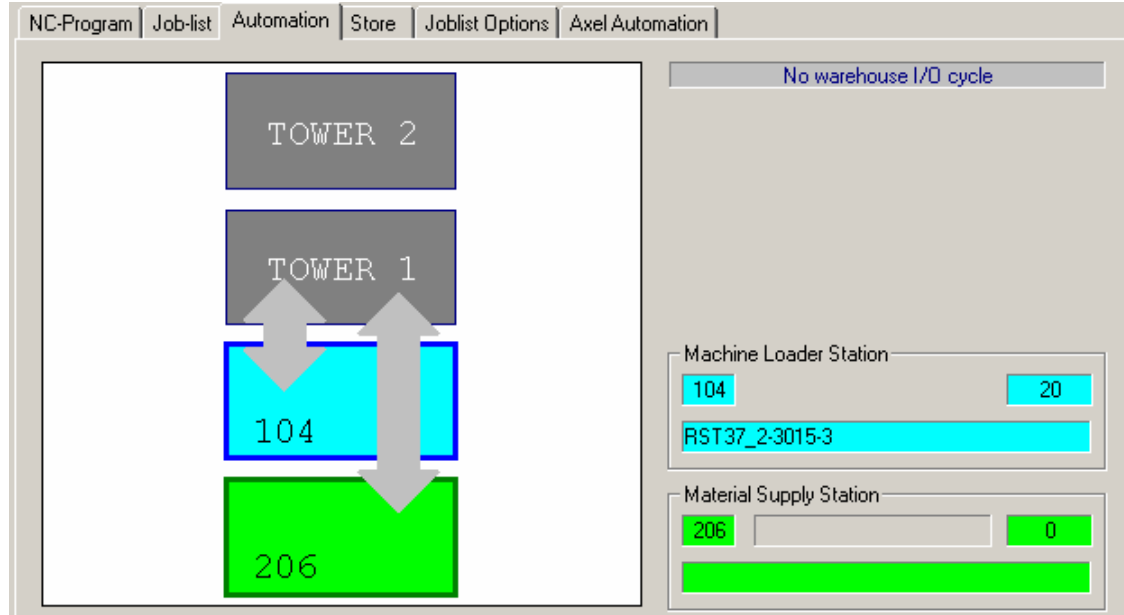 NC-Program Job-list Automation Store Joblist Options Axel Automation
No warehouse I/O cycle
TOWER 2
TOWER 1
104
206
Machine Loader Station
104 20
RST37_2-3015-3
Material Supply Station
206 0